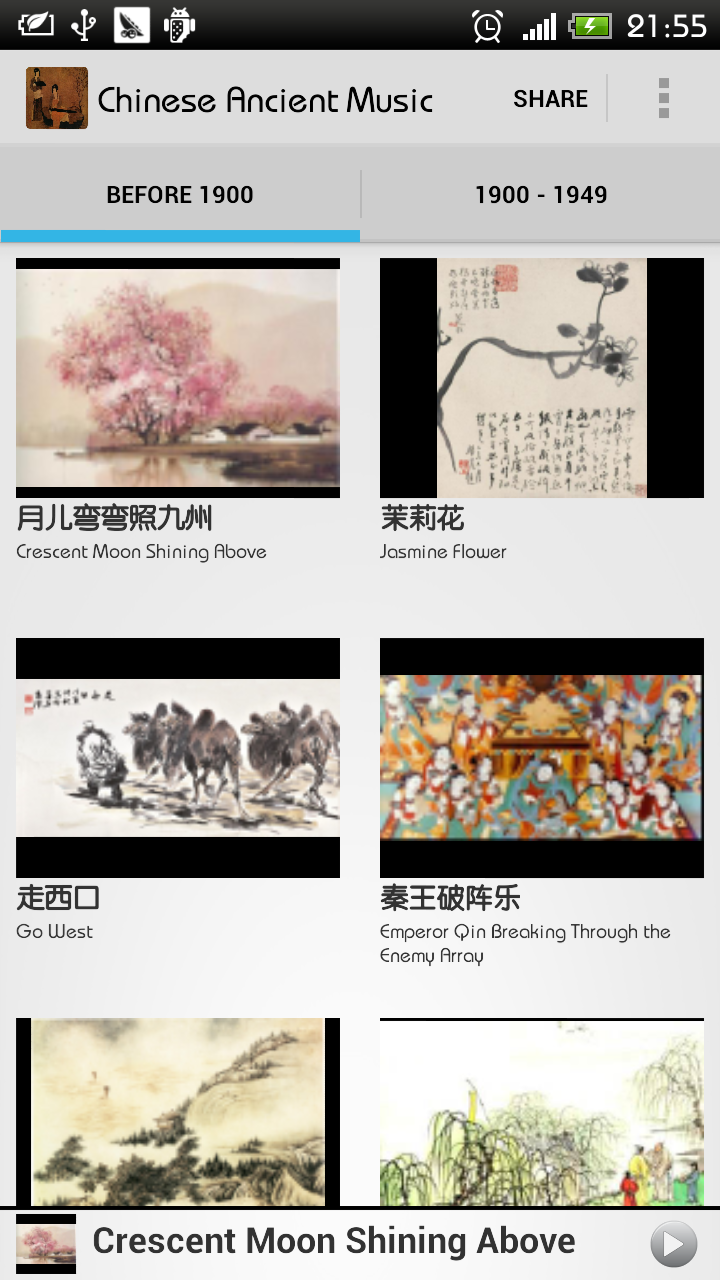 21:55
Chinese Ancient Music
SHARE
BEFORE 1900
1900 - 1949
月儿弯弯照九州
Crescent Moon Shining Above
茉莉花
Jasmine Flower
走西口
Go West
秦王破阵乐
Emperor Qin Breaking Through the
Enemy Array
Crescent Moon Shining Above